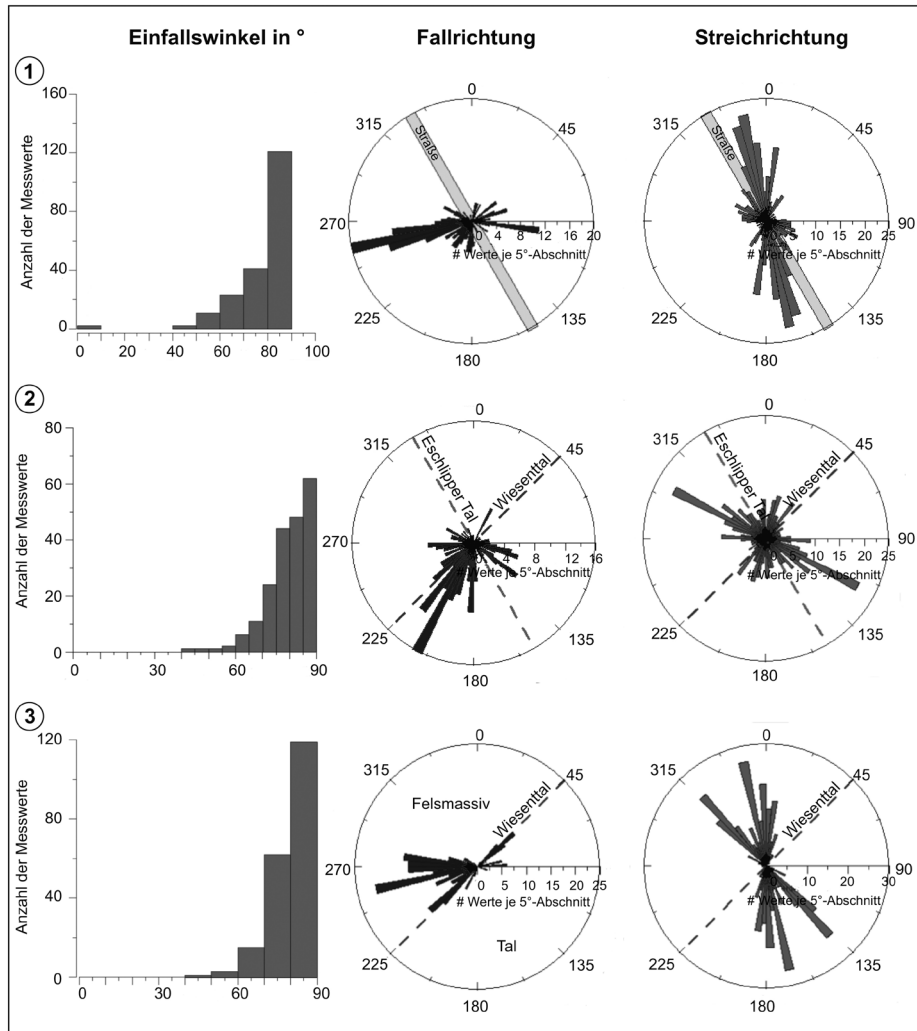 Einfallswinkel in ° Fallrichtung Streichrichtung
1
Anzahl der Messwerte
160
120
80
40
0
0 20 40 60 80 100
0
45
135
180
225
270
315
Straße
0 4 8 12 16 20
# Werte je 5°-Abschnitt
0
45
90
135
180
225
315
Straße
0 5 10 15 20 25
# Werte je 5°-Abschnitt
2
Anzahl der Messwerte
80
60
40
20
0
0 30 60 90
0
45
135
180
225
270
315
Eschlipper Tal
Wiesenttal
0 4 8 12 16
# Werte je 5°-Abschnitt
0
45
90
135
180
225
315
Eschlipper Tal
Wiesenttal
0 5 10 15 20 25
# Werte je 5°-Abschnitt
3
Anzahl der Messwerte
120
80
40
0
0 30 60 90
0
45
135
180
225
270
315
Felsmassiv
Wiesenttal
Tal
0 5 10 15 20 25
# Werte je 5°-Abschnitt
0
45
90
135
180
225
315
Wiesenttal
0 10 20 30
# Werte je 5°-Abschnitt